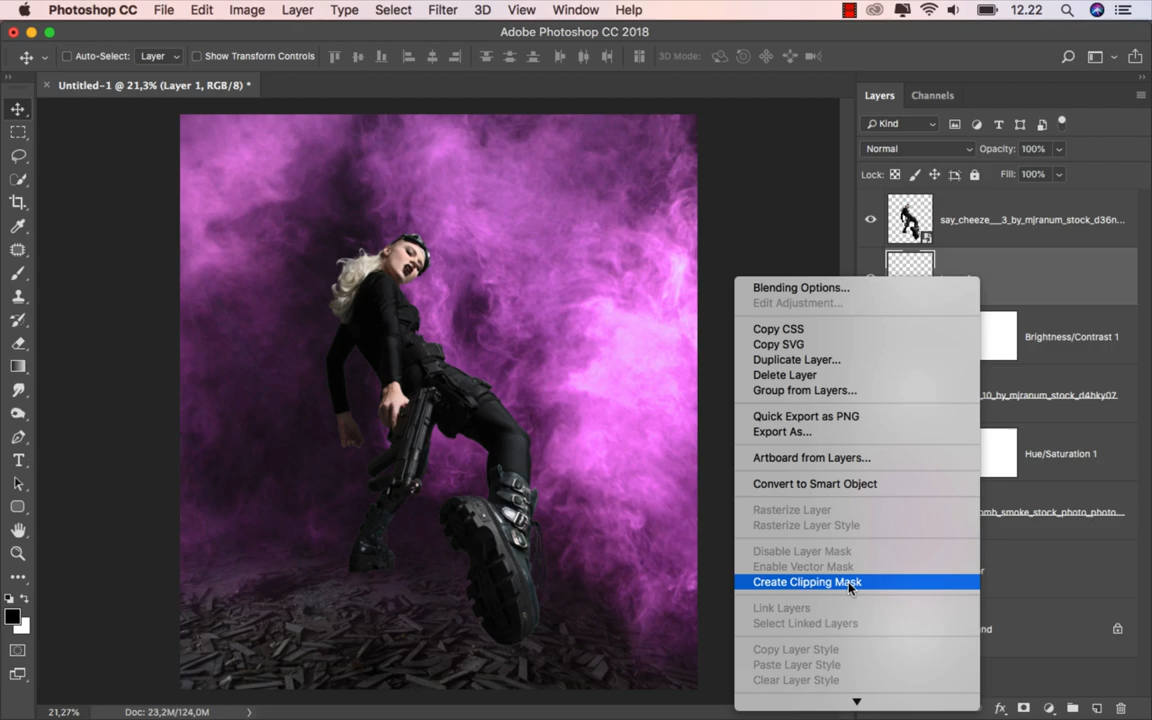 Photoshop CC File Edit Image Layer Type Select Filter 3D View Window Help 12.22
Adobe Photoshop CC 2018
Auto-Select: Layer Show Transform Controls 3D Mode:
Untitled-1 @ 21,3% (Layer 1, RGB/8) *
Layers Channels
Kind
Normal Opacity: 100%
Lock: Fill: 100%
say_cheeze__3_by_mjranum_stock_d36n...
Blending Options...
Edit Adjustment...
Copy CSS
Copy SVG
Duplicate Layer...
Delete Layer
Group from Layers...
Quick Export as PNG
Export As...
Artboard from Layers...
Convert to Smart Object
Rasterize Layer
Rasterize Layer Style
Disable Layer Mask
Enable Vector Mask
Create Clipping Mask
Link Layers
Select Linked Layers
Copy Layer Style
Paste Layer Style
Clear Layer Style
Brightness/Contrast 1
_10_by_mjranum_stock_d4hky07
Hue/Saturation 1
omb_smoke_stock_photo_photo...
nd
fx
21,27% Doc: 23,2M/124,0M